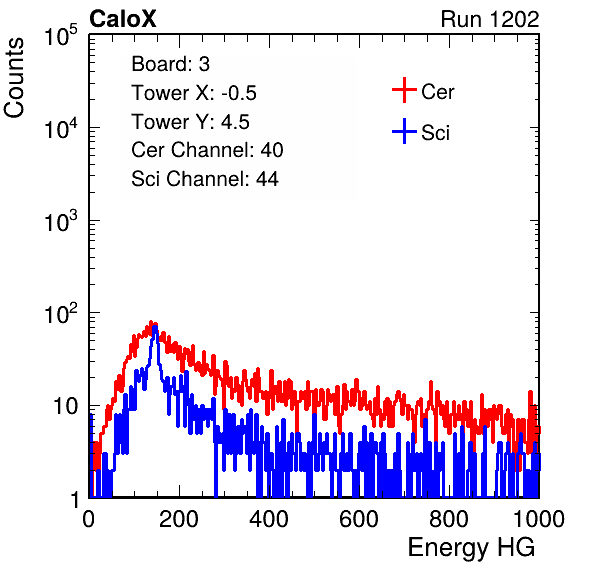 CaloX Run 1202
Counts
Board: 3
Tower X: -0.5
Tower Y: 4.5
Cer Channel: 40
Sci Channel: 44
Cer
Sci
10^5
10^4
10^3
10^2
10
1
0 200 400 600 800 1000
Energy HG